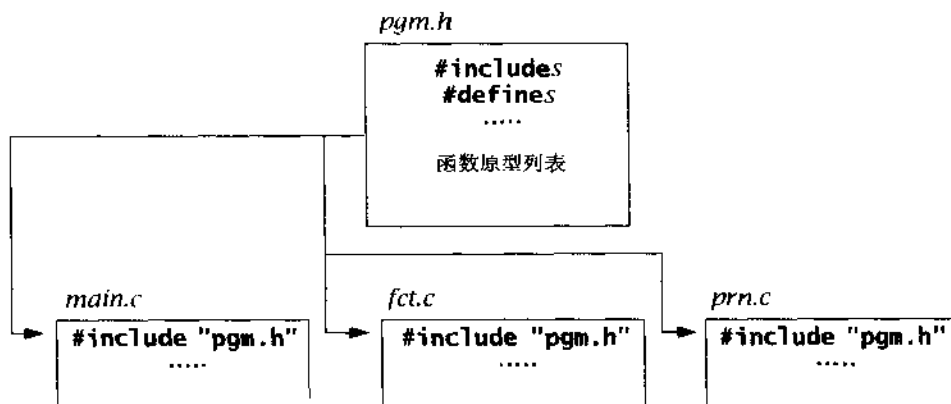 pgm.h
#includes
#defines
.....
函数原型列表
main.c
#include "pgm.h"
.....
fct.c
#include "pgm.h"
.....
prn.c
#include "pgm.h"
.....